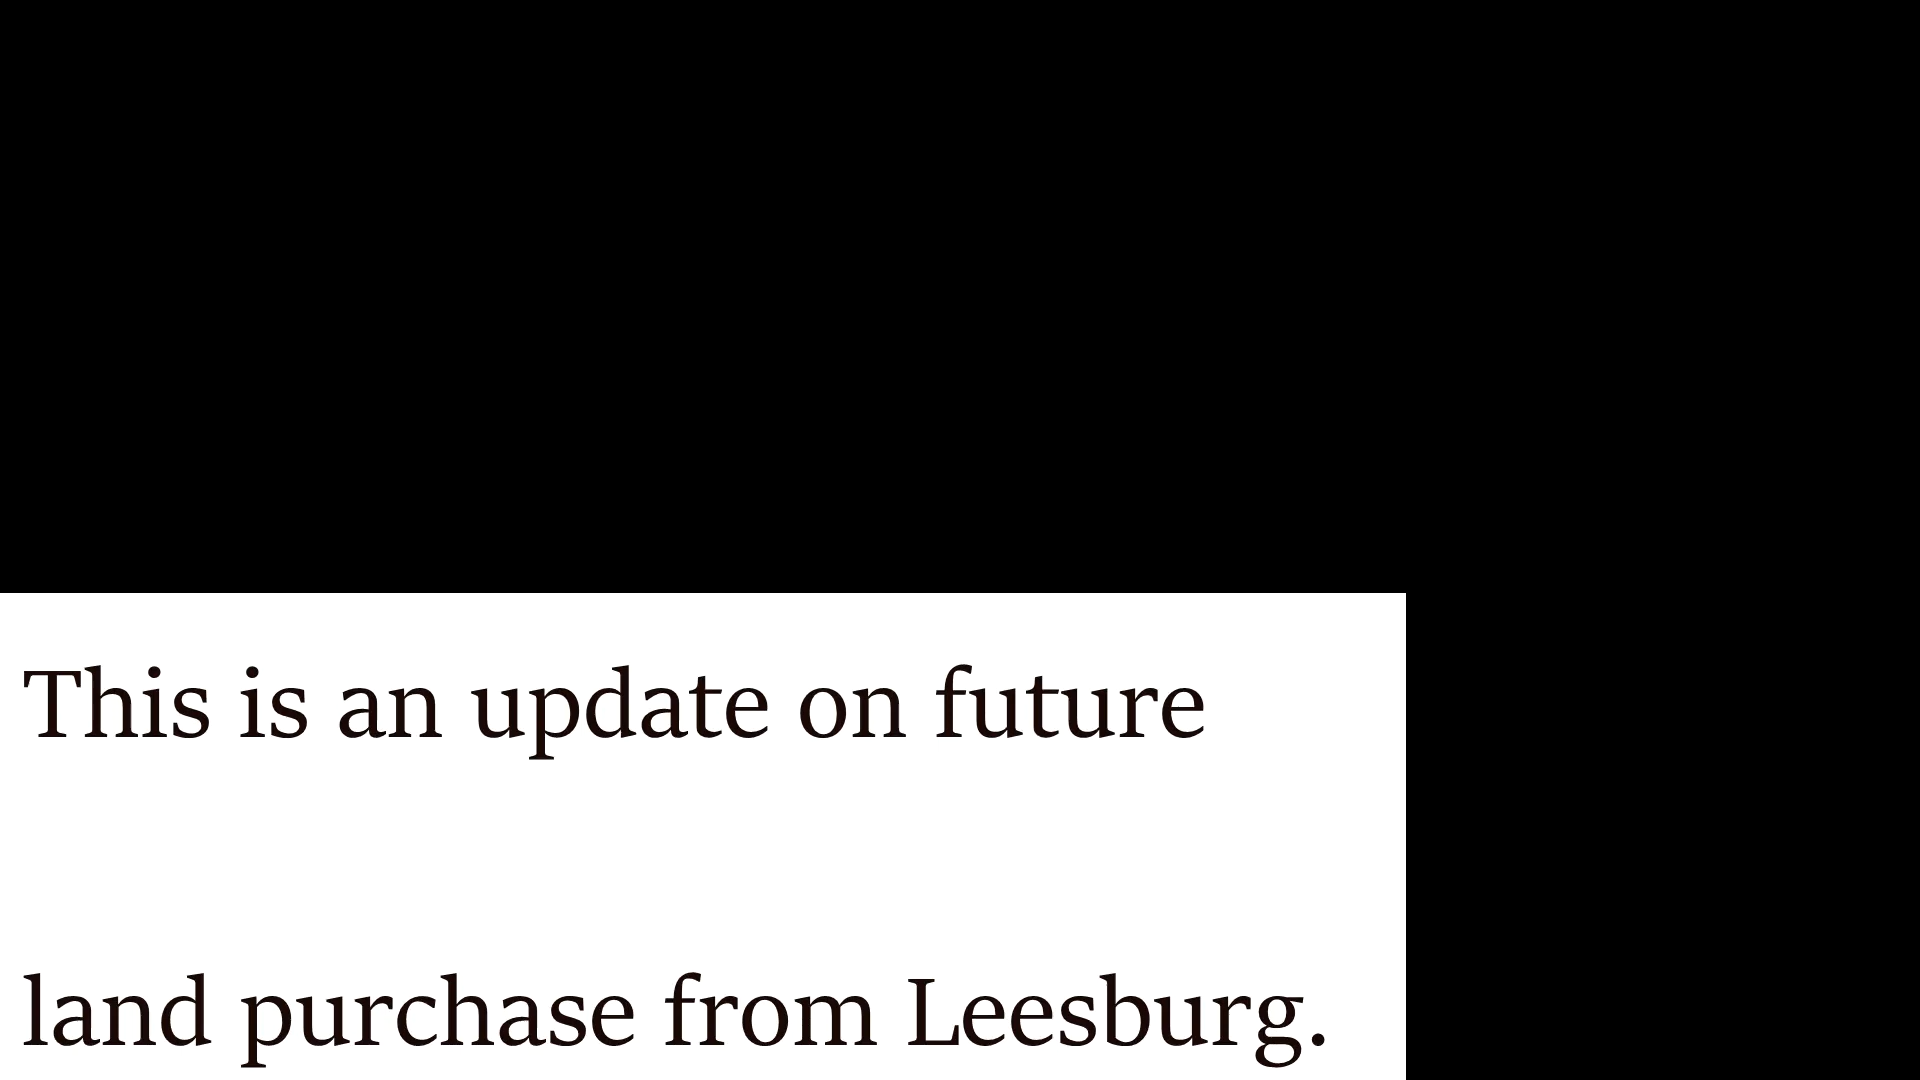 This is an update on future
land purchase from Leesburg.